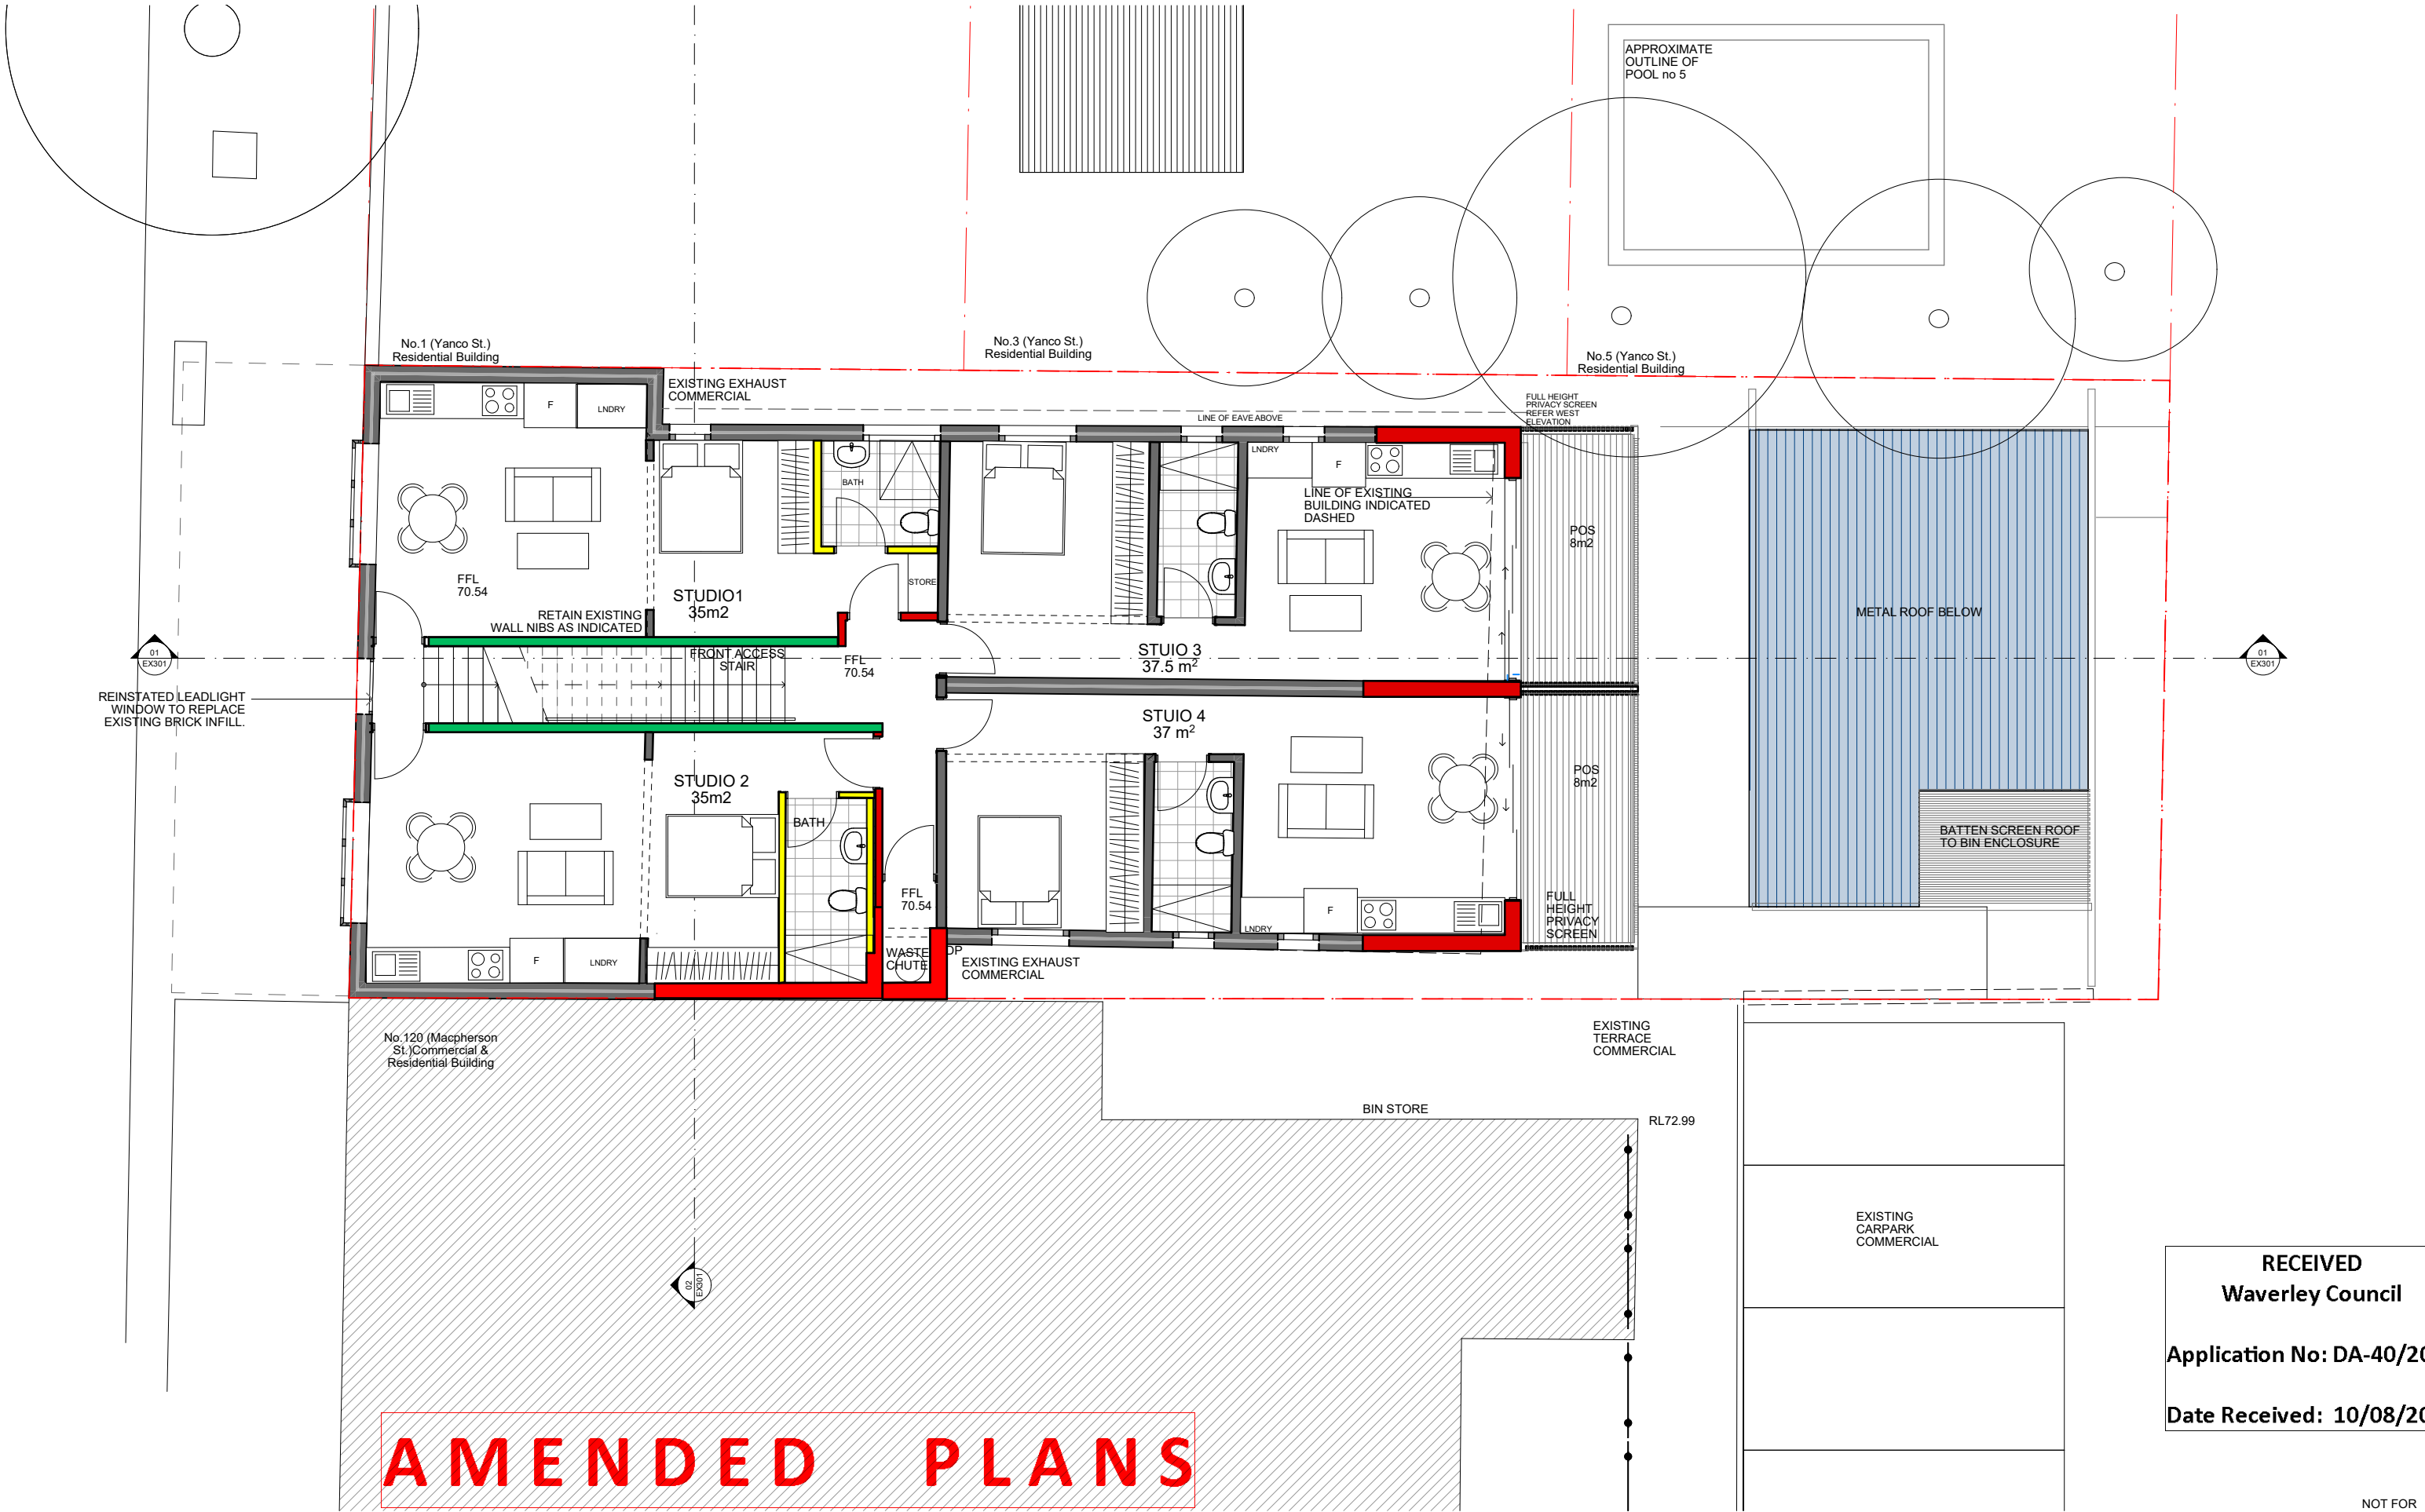 APPROXIMATE
OUTLINE OF
POOL no 5
No.1 (Yanco St.)
Residential Building
No.3 (Yanco St.)
Residential Building
No.5 (Yanco St.)
Residential Building
EXISTING EXHAUST
COMMERCIAL
FULL HEIGHT
PRIVACY SCREEN
REFER WEST
ELEVATION
LINE OF EAVE ABOVE
F
LNDRY
LNDRY
F
BATH
LINE OF EXISTING
BUILDING INDICATED
DASHED
POS
8m2
FFL
70.54
STORE
STUDIO1
35m2
RETAIN EXISTING
WALL NIBS AS INDICATED
METAL ROOF BELOW
01
EX301
FRONT ACCESS
STAIR
FFL
70.54
STUIO 3
37.5 m²
01
EX301
REINSTATED LEADLIGHT
WINDOW TO REPLACE
EXISTING BRICK INFILL.
STUIO 4
37 m²
STUDIO 2
35m2
POS
8m2
BATH
BATTEN SCREEN ROOF
TO BIN ENCLOSURE
FFL
70.54
FULL
HEIGHT
PRIVACY
SCREEN
F
LNDRY
F
LNDRY
WASTE
CHUTE
DP
EXISTING EXHAUST
COMMERCIAL
No.120 (Macpherson
St.)Commercial &
Residential Building
EXISTING
TERRACE
COMMERCIAL
BIN STORE
RL72.99
EXISTING
CARPARK
COMMERCIAL
02
EX301
RECEIVED
Waverley Council
Application No: DA-40/20
Date Received: 10/08/20
AMENDED PLANS
NOT FOR